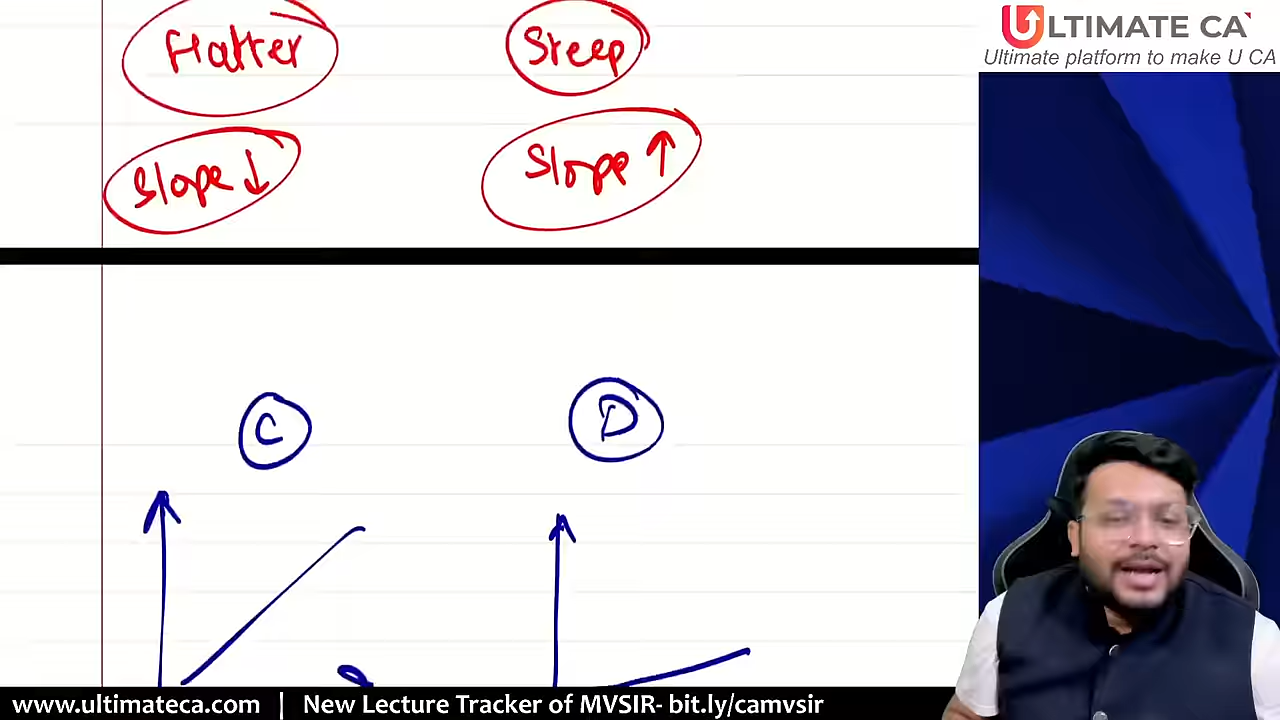 Flatter
Steep
Slope ↓
Slope ↑
C
D
ULTIMATE CA
Ultimate platform to make U CA
www.ultimateca.com | New Lecture Tracker of MVSIR- bit.ly/camvsir